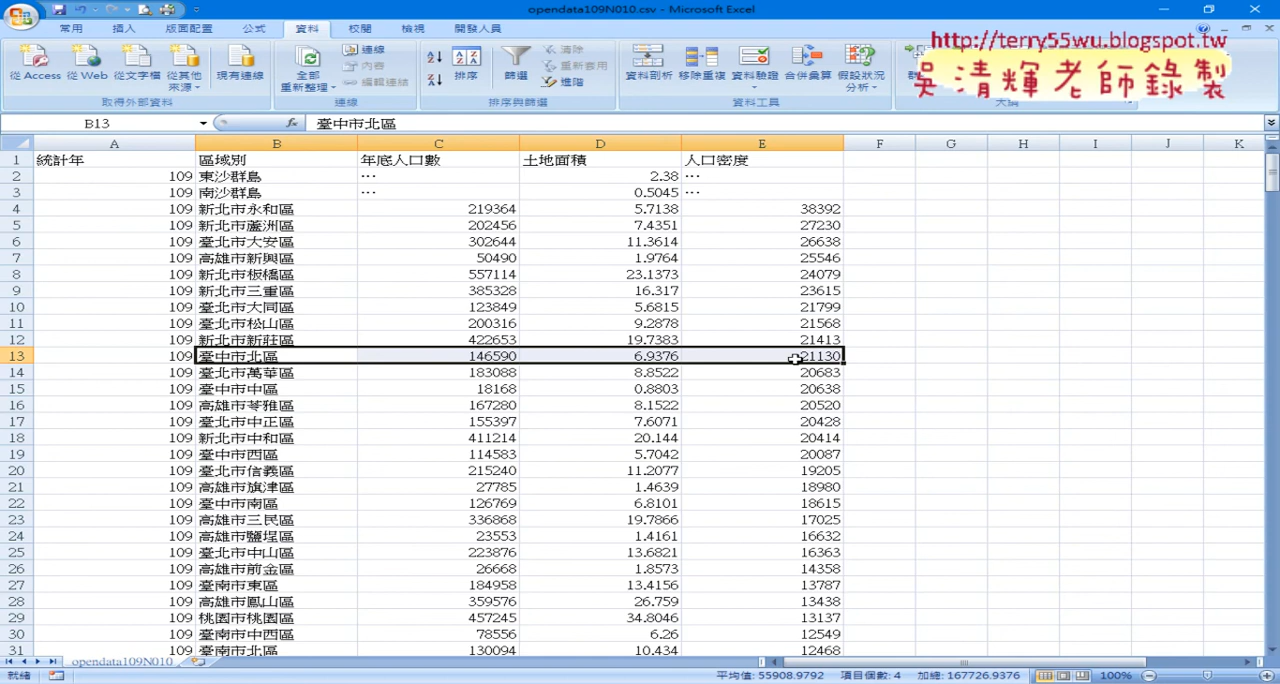 opendata109N010.csv - Microsoft Excel
常用 插入 版面配置 公式 資料 校閱 檢視 開發人員
http://terry55wu.blogspot.tw
吳清輝老師錄製
從 Access 從 Web 從文字檔 從其他來源 現有連線
取得外部資料
全部重新整理 連線 內容 編輯連結
連線
排序 篩選 清除 重新套用 進階
排序與篩選
資料剖析 移除重複 資料驗證 合併彙算 假設狀況分析
資料工具
大綱
B13 fx 臺中市北區
A B C D E F G H I J K
1 統計年 區域別 年底人口數 土地面積 人口密度
2 109 東沙群島 … 2.38 …
3 109 南沙群島 … 0.5045 …
4 109 新北市永和區 219364 5.7138 38392
5 109 新北市蘆洲區 202456 7.4351 27230
6 109 臺北市大安區 302644 11.3614 26638
7 109 高雄市新興區 50490 1.9764 25546
8 109 新北市板橋區 557114 23.1373 24079
9 109 新北市三重區 385328 16.317 23615
10 109 臺北市大同區 123849 5.6815 21799
11 109 臺北市松山區 200316 9.2878 21568
12 109 新北市新莊區 422653 19.7383 21413
13 109 臺中市北區 146590 6.9376 21130
14 109 臺北市萬華區 183088 8.8522 20683
15 109 臺中市中區 18168 0.8803 20638
16 109 高雄市苓雅區 167280 8.1522 20520
17 109 臺北市中正區 155397 7.6071 20428
18 109 新北市中和區 411214 20.144 20414
19 109 臺中市西區 114583 5.7042 20087
20 109 臺北市信義區 215240 11.2077 19205
21 109 高雄市旗津區 27785 1.4639 18980
22 109 臺中市南區 126769 6.8101 18615
23 109 高雄市三民區 336868 19.7866 17025
24 109 高雄市鹽埕區 23553 1.4161 16632
25 109 臺北市中山區 223876 13.6821 16363
26 109 高雄市前金區 26668 1.8573 14358
27 109 臺南市東區 184958 13.4156 13787
28 109 高雄市鳳山區 359576 26.759 13438
29 109 桃園市桃園區 457245 34.8046 13137
30 109 臺南市中西區 78556 6.26 12549
31 109 臺南市北區 130094 10.434 12468
opendata109N010
就緒 平均值: 55908.9792 項目個數: 4 加總: 167726.9376 100%